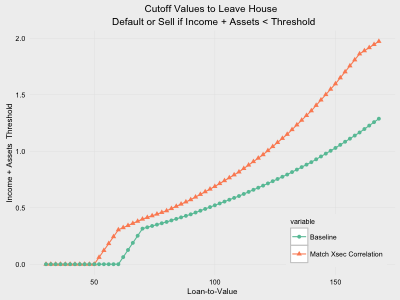 Cutoff Values to Leave House
Default or Sell if Income + Assets < Threshold
Income + Assets Threshold
2.0
1.5
1.0
0.5
0.0
50
100
150
Loan-to-Value
variable
Baseline
Match Xsec Correlation